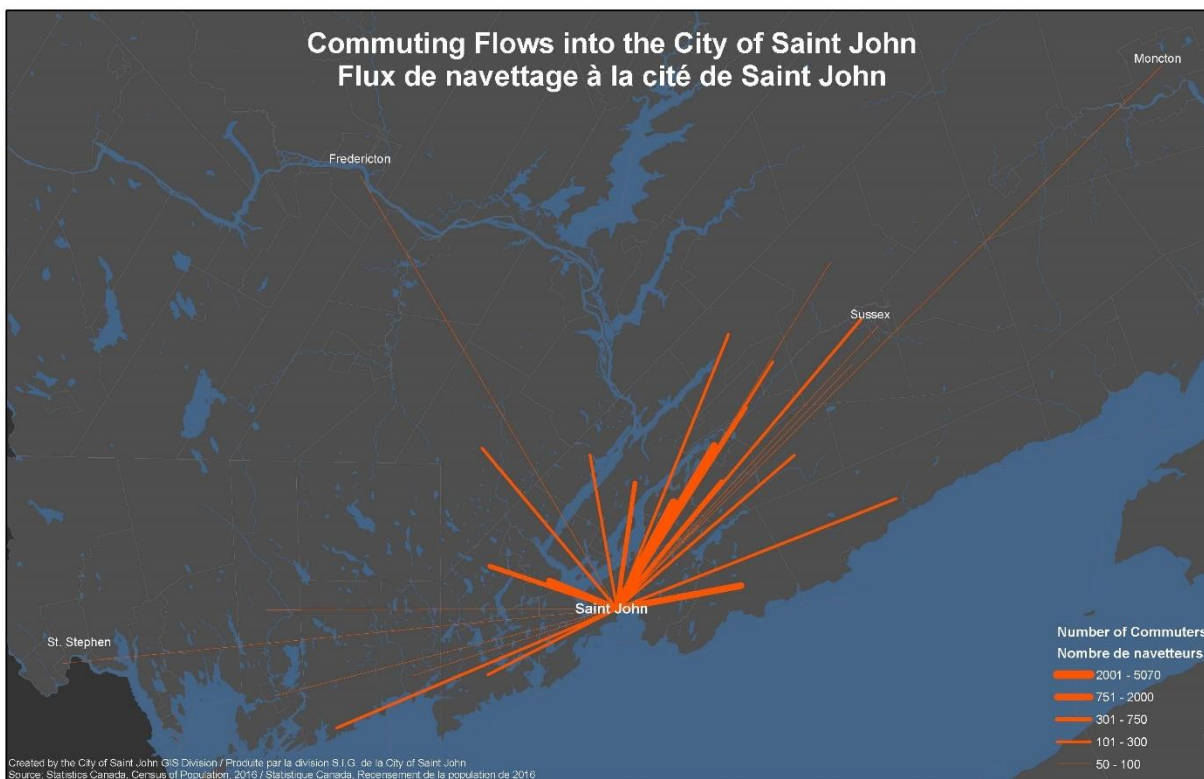 Commuting Flows into the City of Saint John
Flux de navettage à la cité de Saint John
Moncton
Fredericton
Sussex
Saint John
St. Stephen
Number of Commuters
Nombre de navetteurs
2001 - 5070
751 - 2000
301 - 750
101 - 300
50 - 100
Created by the City of Saint John GIS Division / Produite par la division S.I.G. de la City of Saint John
Source: Statistics Canada, Census of Population, 2016 / Statistique Canada, Recensement de la population de 2016